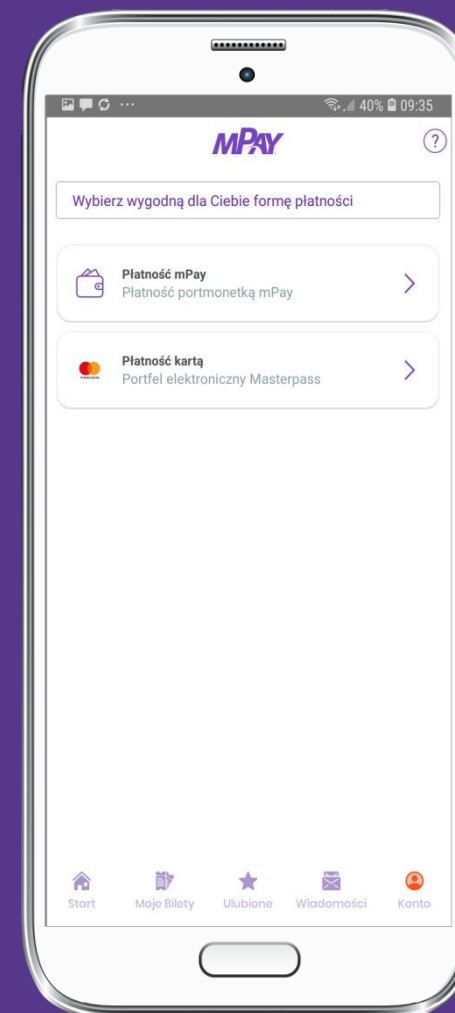 40% 09:35
mPAY
?
Wybierz wygodną dla Ciebie formę płatności
Płatność mPay
Płatność portmonetką mPay
Płatność kartą
Portfel elektroniczny Masterpass
Start Moje Bilety Ulubione Wiadomości Konto